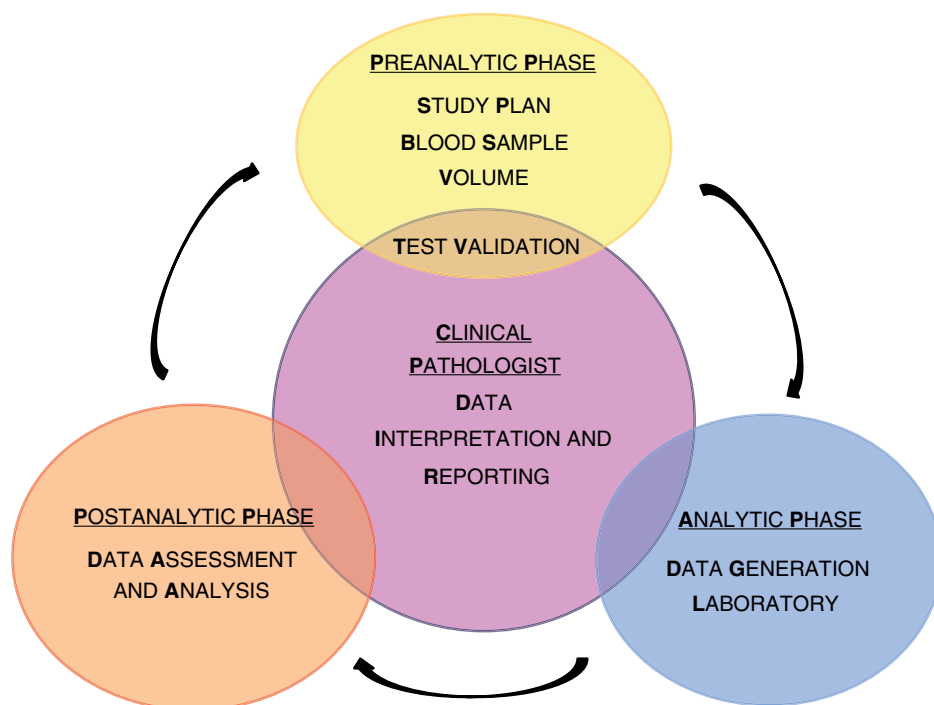 PREANALYTIC PHASE
STUDY PLAN
BLOOD SAMPLE
VOLUME
TEST VALIDATION
CLINICAL
PATHOLOGIST
DATA
INTERPRETATION AND
REPORTING
POSTANALYTIC PHASE
DATA ASSESSMENT
AND ANALYSIS
ANALYTIC PHASE
DATA GENERATION
LABORATORY